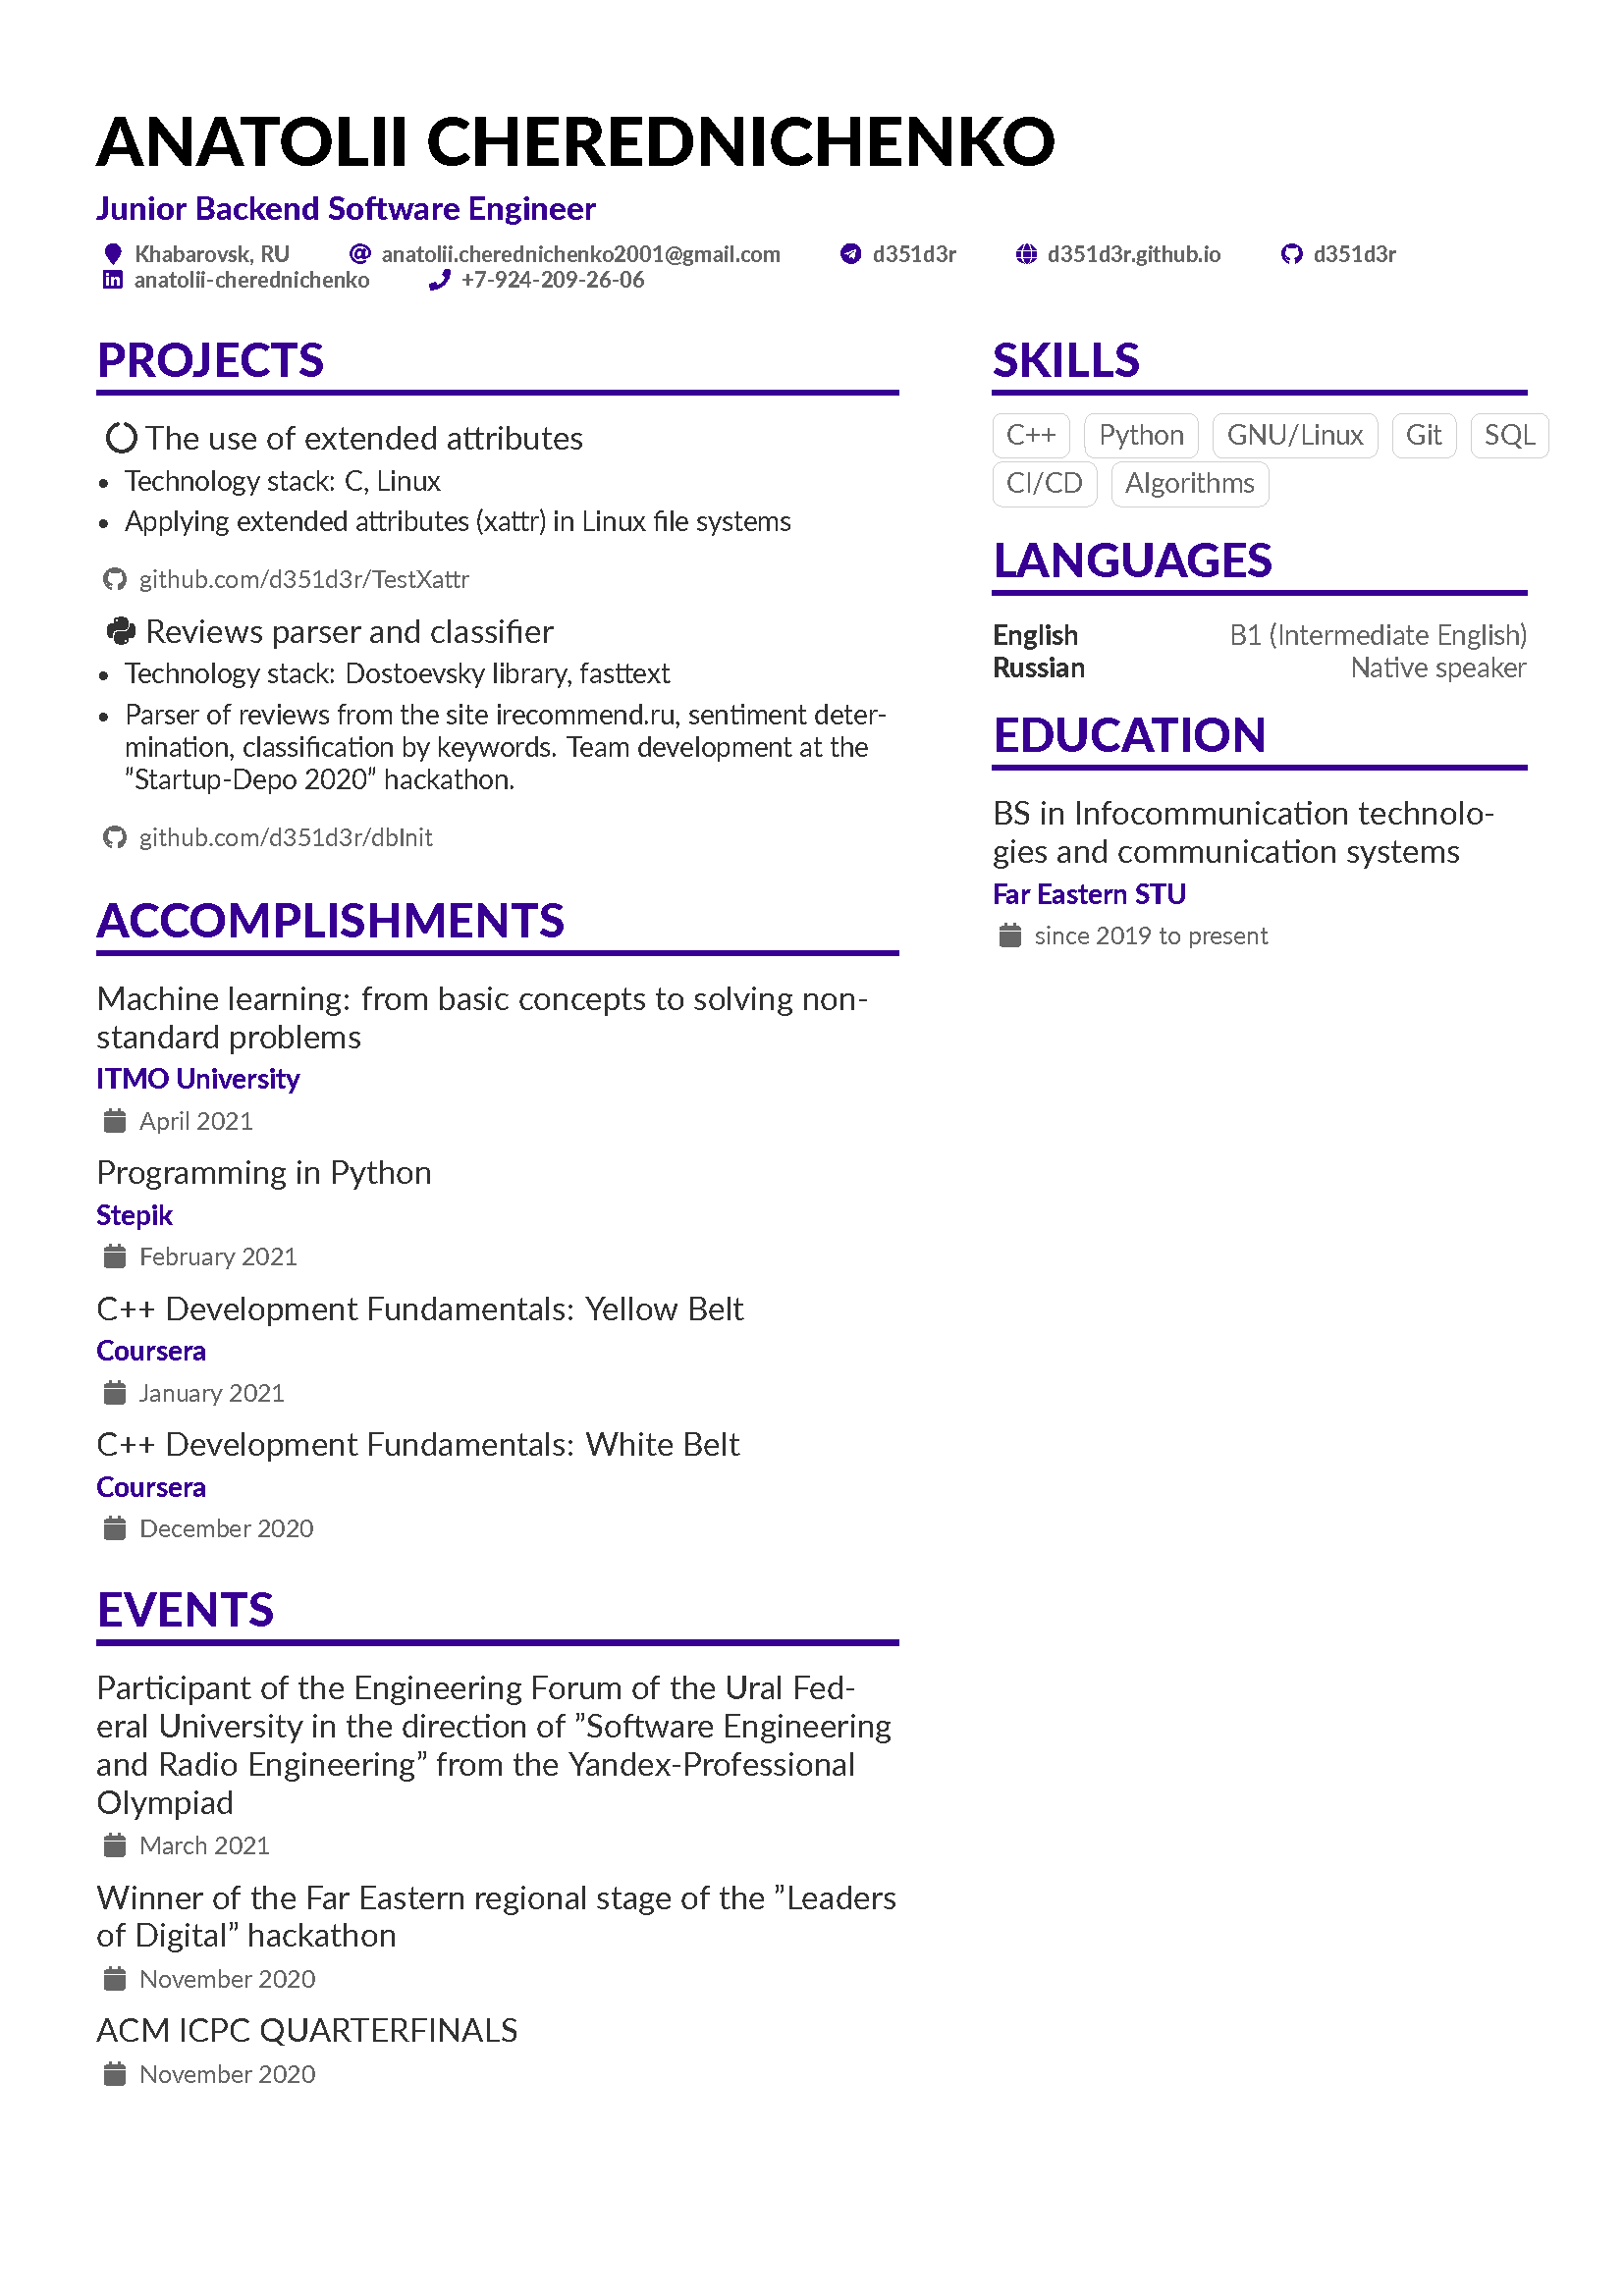 ANATOLII CHEREDNICHENKO
Junior Backend Software Engineer
Khabarovsk, RU anatolii.cherednichenko2001@gmail.com d351d3r d351d3r.github.io d351d3r
anatolii-cherednichenko +7-924-209-26-06
PROJECTS
The use of extended attributes
• Technology stack: C, Linux
• Applying extended attributes (xattr) in Linux file systems
github.com/d351d3r/TestXattr
Reviews parser and classifier
• Technology stack: Dostoevsky library, fasttext
• Parser of reviews from the site irecommend.ru, sentiment deter-
mination, classification by keywords. Team development at the
"Startup-Depo 2020" hackathon.
github.com/d351d3r/dbInit
ACCOMPLISHMENTS
Machine learning: from basic concepts to solving non-
standard problems
ITMO University
April 2021
Programming in Python
Stepik
February 2021
C++ Development Fundamentals: Yellow Belt
Coursera
January 2021
C++ Development Fundamentals: White Belt
Coursera
December 2020
EVENTS
Participant of the Engineering Forum of the Ural Fed-
eral University in the direction of ”Software Engineering
and Radio Engineering” from the Yandex-Professional
Olympiad
March 2021
Winner of the Far Eastern regional stage of the ”Leaders
of Digital” hackathon
November 2020
ACM ICPC QUARTERFINALS
November 2020
SKILLS
C++ Python GNU/Linux Git SQL
CI/CD Algorithms
LANGUAGES
English B1 (Intermediate English)
Russian Native speaker
EDUCATION
BS in Infocommunication technolo-
gies and communication systems
Far Eastern STU
since 2019 to present